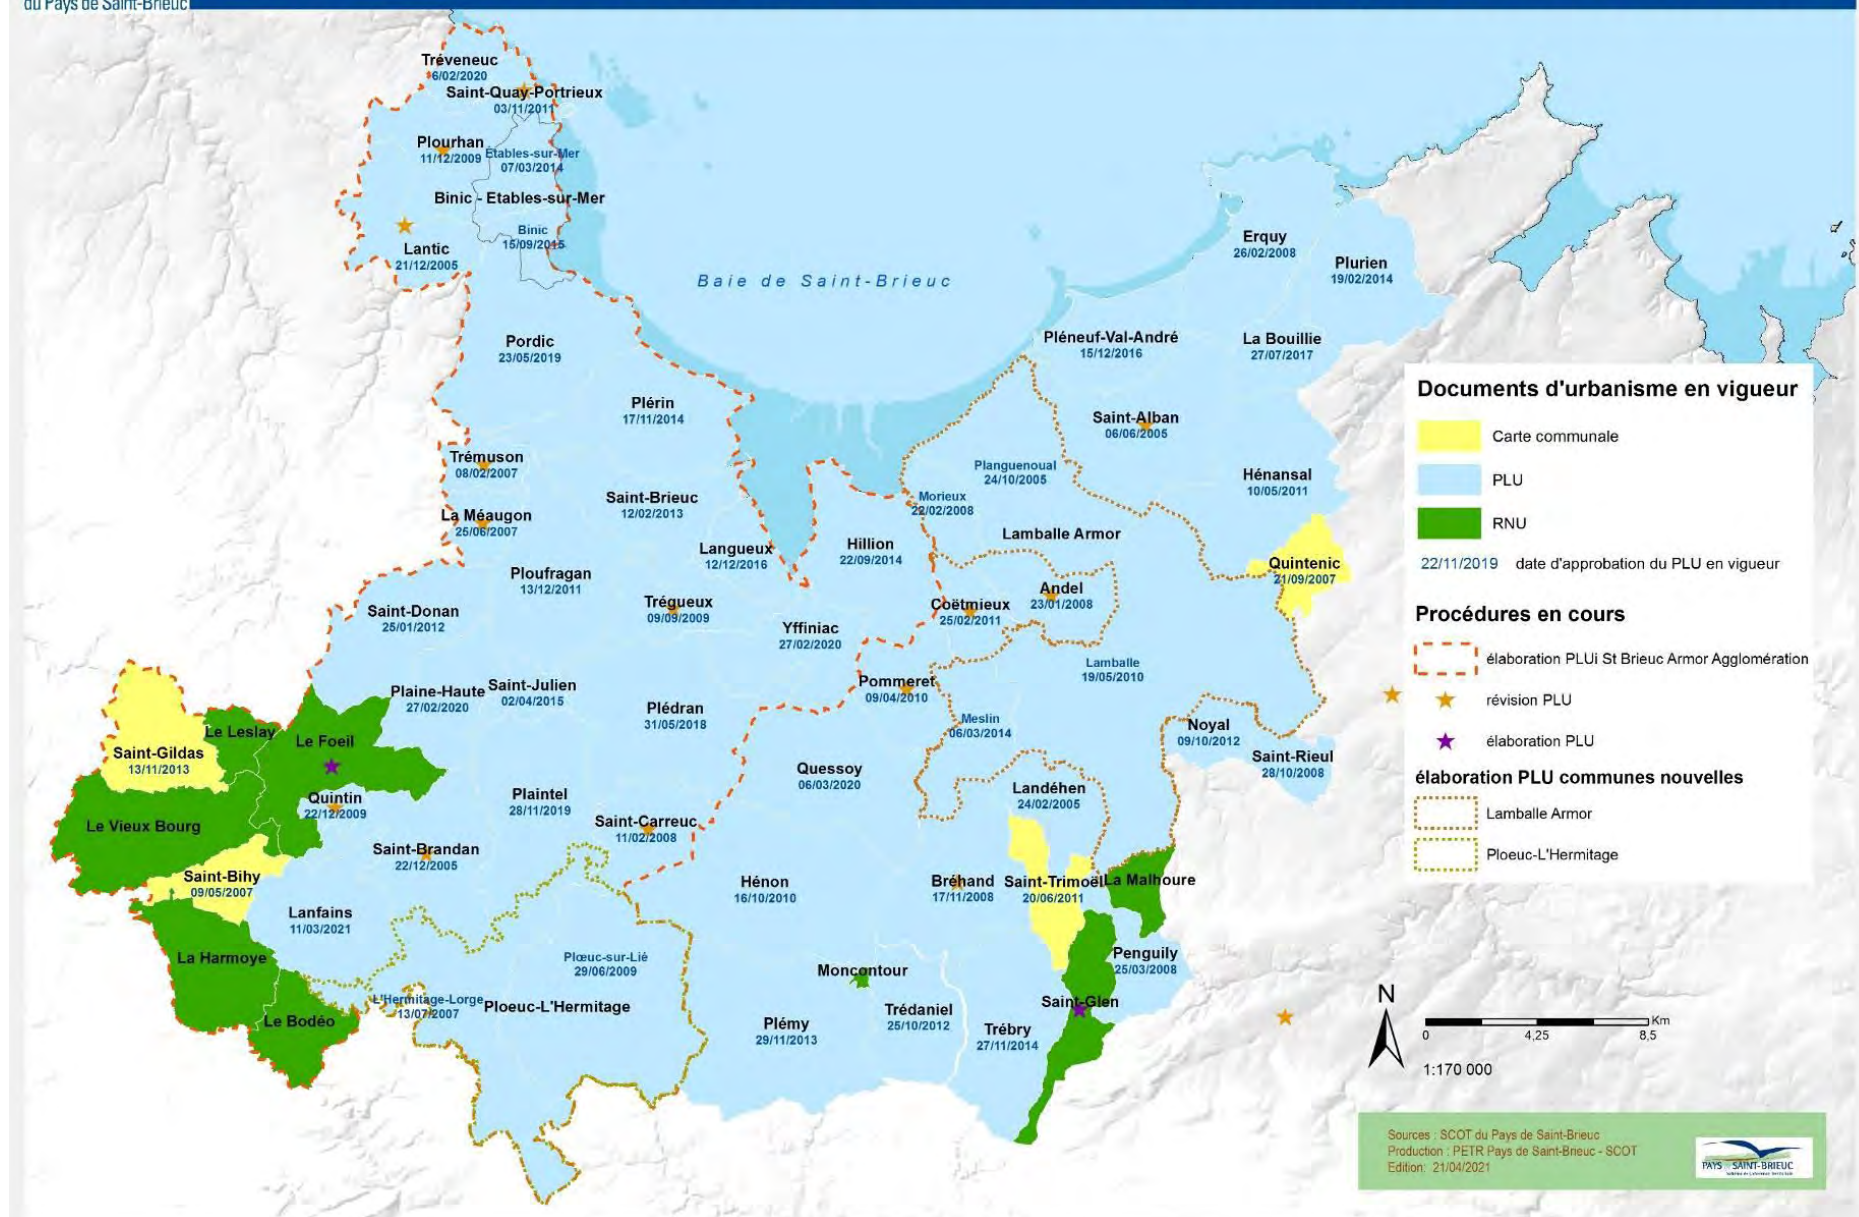 du Pays de Saint-Brieuc
Tréveneuc
6/02/2020
Saint-Quay-Portrieux
03/11/2011
Plourhan
11/12/2009
Étables-sur-Mer
07/03/2014
Binic - Etables-sur-Mer
Binic
15/09/2015
Lantic
21/12/2005
Baie de Saint-Brieuc
Erquy
26/02/2008
Plurien
19/02/2014
Pordic
23/05/2019
Pléneuf-Val-André
15/12/2016
La Bouillie
27/07/2017
Plérin
17/11/2014
Saint-Alban
06/06/2005
Trémuson
08/02/2007
Planguenoual
24/10/2005
Hénansal
10/05/2011
Saint-Brieuc
12/02/2013
Morieux
22/02/2008
La Méaugon
25/06/2007
Lamballe Armor
Langueux
12/12/2016
Hillion
22/09/2014
Quintenic
21/09/2007
Ploufragan
13/12/2011
Andel
23/01/2008
Saint-Donan
25/01/2012
Trégueux
09/09/2009
Coëtmieux
25/02/2011
Yffiniac
27/02/2020
Lamballe
19/05/2010
Plaine-Haute
27/02/2020
Saint-Julien
02/04/2015
Pommeret
09/04/2010
Plédran
31/05/2018
Meslin
06/03/2014
Noyal
09/10/2012
Le Leslay
Le Foeil
Saint-Gildas
13/11/2013
Saint-Rieul
28/10/2008
Quessoy
06/03/2020
Landéhen
24/02/2005
Quintin
22/12/2009
Plaintel
28/11/2019
Le Vieux Bourg
Saint-Carreuc
11/02/2008
Saint-Brandan
22/12/2005
Saint-Bihy
09/05/2007
Hénon
16/10/2010
Bréhand
17/11/2008
Saint-Trimoël
20/06/2011
La Malhoure
Lanfains
11/03/2021
La Harmoye
Plœuc-sur-Lié
29/06/2009
Moncontour
Penguily
25/03/2008
L'Hermitage-Lorge
13/07/2007
Ploeuc-L'Hermitage
Saint-Glen
Le Bodéo
Trédaniel
25/10/2012
Plémy
29/11/2013
Trébry
27/11/2014
Documents d'urbanisme en vigueur
Carte communale
PLU
RNU
22/11/2019 date d'approbation du PLU en vigueur
Procédures en cours
élaboration PLUi St Brieuc Armor Agglomération
révision PLU
élaboration PLU
élaboration PLU communes nouvelles
Lamballe Armor
Ploeuc-L'Hermitage
N
Km
0 4,25 8,5
1:170 000
Sources : SCOT du Pays de Saint-Brieuc
Production : PETR Pays de Saint-Brieuc - SCOT
Edition: 21/04/2021
PAYS SAINT-BRIEUC